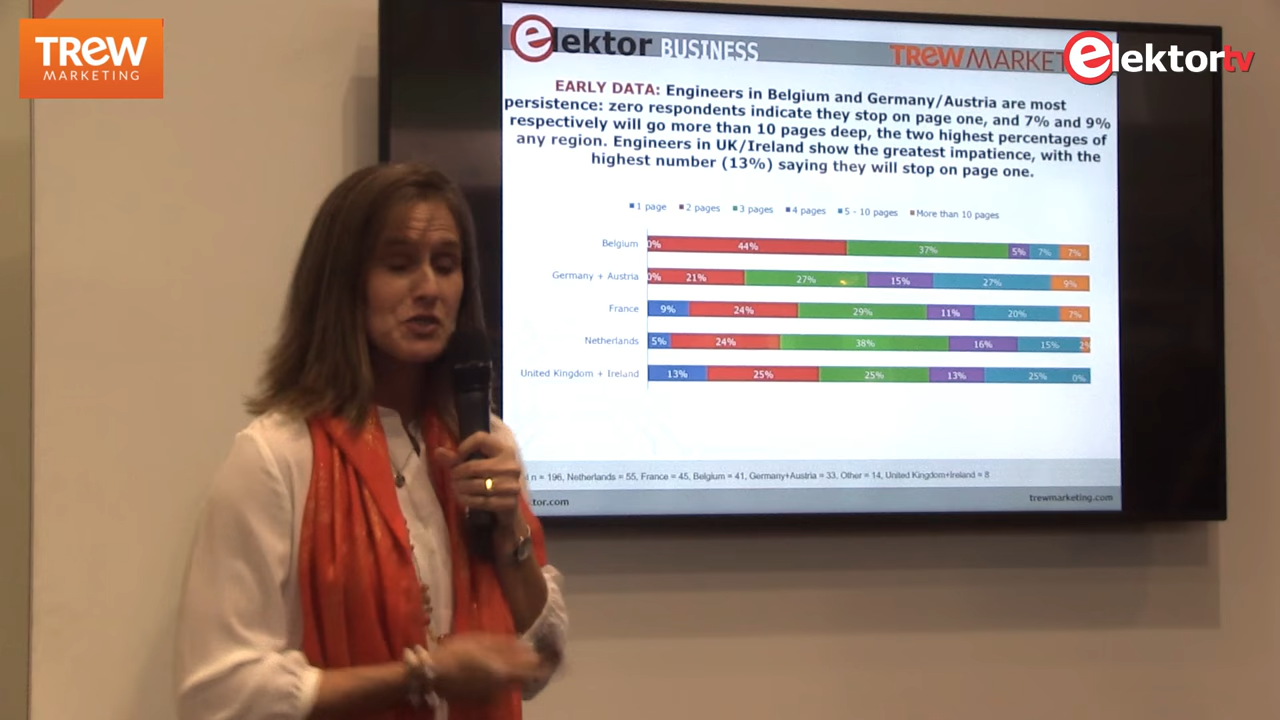 TREW
MARKETING
elektor BUSINESS
TREW MARKET
elektortv
EARLY DATA: Engineers in Belgium and Germany/Austria are most
persistence: zero respondents indicate they stop on page one, and 7% and 9%
respectively will go more than 10 pages deep, the two highest percentages of
any region. Engineers in UK/Ireland show the greatest impatience, with the
highest number (13%) saying they will stop on page one.
1 page 2 pages 3 pages 4 pages 5 - 10 pages More than 10 pages
Belgium 0% 44% 37% 5% 7% 7%
Germany + Austria 0% 21% 27% 15% 27% 9%
France 9% 24% 29% 11% 20% 7%
Netherlands 5% 24% 38% 16% 15% 2%
United Kingdom + Ireland 13% 25% 25% 13% 25% 0%
n = 196, Netherlands = 55, France = 45, Belgium = 41, Germany+Austria = 33, Other = 14, United Kingdom+Ireland = 8
tor.com
trewmarketing.com